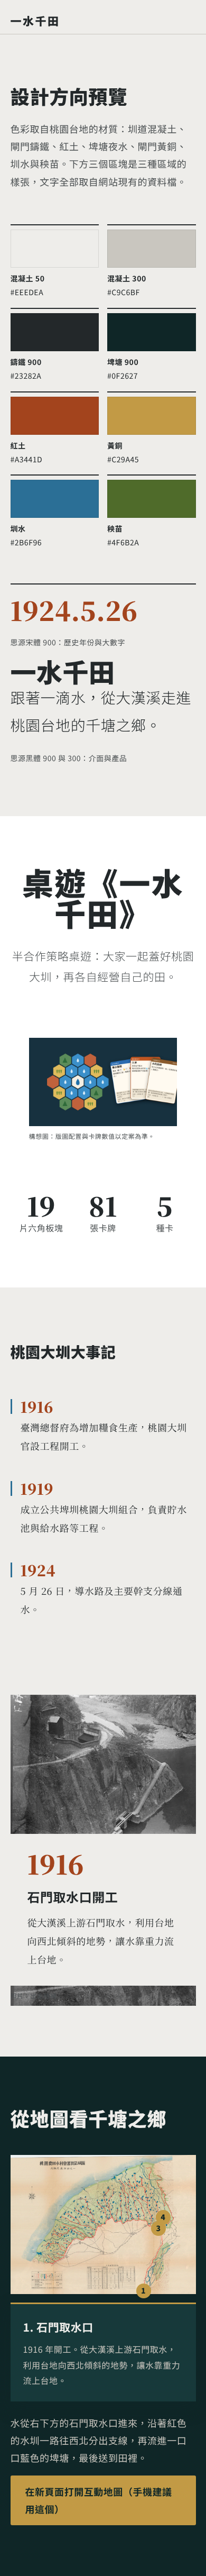 一水千田
設計方向預覽
色彩取自桃園台地的材質：圳道混凝土、
閘門鑄鐵、紅土、埤塘夜水、閘門黃銅、
圳水與秧苗。下方三個區塊是三種區域的
樣張，文字全部取自網站現有的資料檔。
混凝土 50
#EEEDEA
混凝土 300
#C9C6BF
鑄鐵 900
#23282A
埤塘 900
#0F2627
紅土
#A3441D
黃銅
#C29A45
圳水
#2B6F96
秧苗
#4F6B2A
1924.5.26
思源宋體 900：歷史年份與大數字
一水千田
跟著一滴水，從大漢溪走進
桃園台地的千塘之鄉。
思源黑體 900 與 300：介面與產品
桌遊《一水
千田》
半合作策略桌遊：大家一起蓋好桃園
大圳，再各自經營自己的田。
構想圖：版圖配置與卡牌數值以定案為準。
19
片六角板塊
81
張卡牌
5
種卡
桃園大圳大事記
1916
臺灣總督府為增加糧食生產，桃園大圳
官設工程開工。
1919
成立公共埤圳桃園大圳組合，負責貯水
池與給水路等工程。
1924
5 月 26 日，導水路及主要幹支分線通
水。
1916
石門取水口開工
從大漢溪上游石門取水，利用台地
向西北傾斜的地勢，讓水靠重力流
上台地。
從地圖看千塘之鄉
4
3
1
1. 石門取水口
1916 年開工。從大漢溪上游石門取水，
利用台地向西北傾斜的地勢，讓水靠重力
流上台地。
水從右下方的石門取水口進來，沿著紅色
的水圳一路往西北分出支線，再流進一口
口藍色的埤塘，最後送到田裡。
在新頁面打開互動地圖（手機建議
用這個）